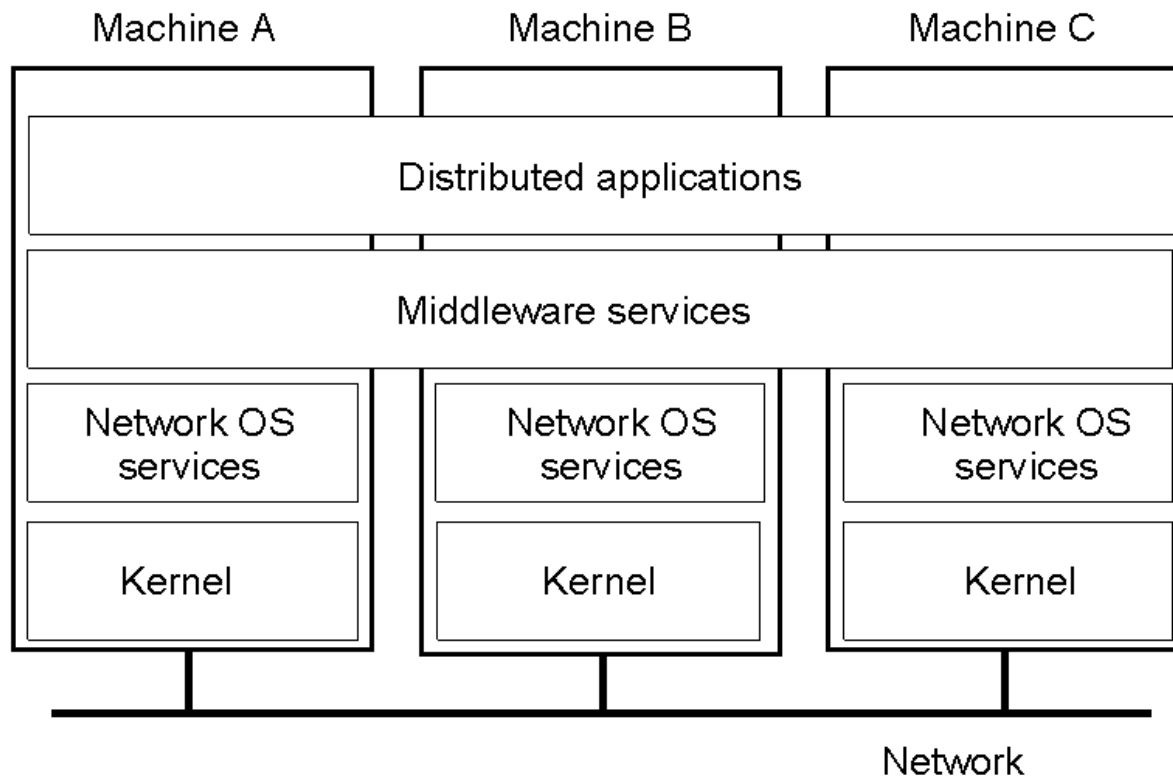 Machine A
Machine B
Machine C
Distributed applications
Middleware services
Network OS
services
Network OS
services
Network OS
services
Kernel
Kernel
Kernel
Network